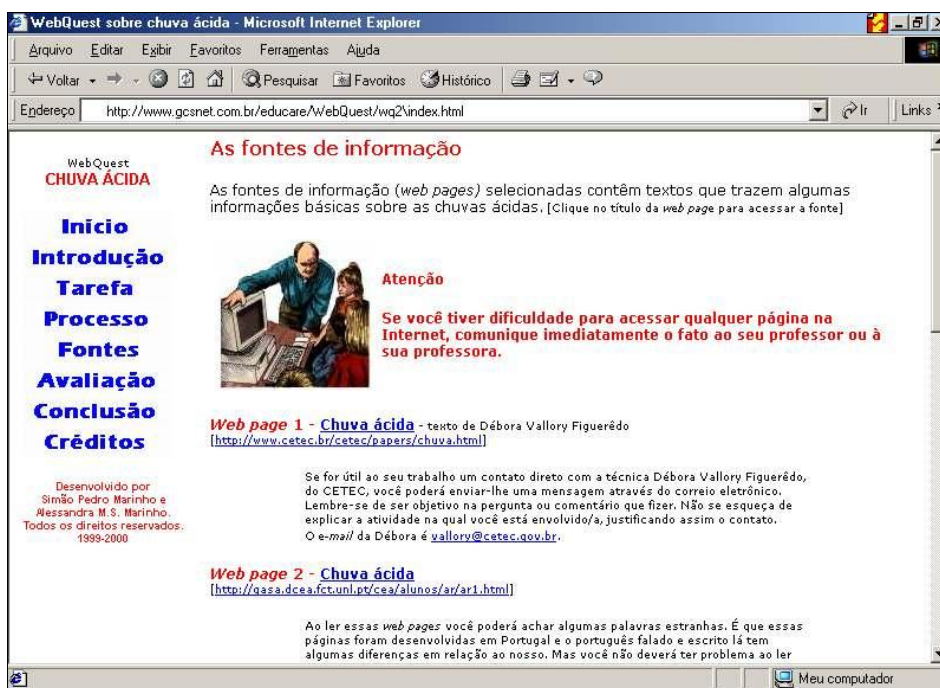 WebQuest sobre chuva ácida - Microsoft Internet Explorer
Arquivo Editar Exibir Favoritos Ferramentas Ajuda
Voltar Pesquisar Favoritos Histórico
Endereço http://www.gcsnet.com.br/educare/WebQuest/wq2\index.html Ir Links
WebQuest
CHUVA ÁCIDA
Início
Introdução
Tarefa
Processo
Fontes
Avaliação
Conclusão
Créditos
Desenvolvido por
Simão Pedro Marinho e
Alessandra M.S. Marinho.
Todos os direitos reservados.
1999-2000
As fontes de informação
As fontes de informação (web pages) selecionadas contêm textos que trazem algumas
informações básicas sobre as chuvas ácidas. [Clique no título da web page para acessar a fonte]
Atenção
Se você tiver dificuldade para acessar qualquer página na
Internet, comunique imediatamente o fato ao seu professor ou à
sua professora.
Web page 1 - Chuva ácida - texto de Débora Vallory Figuerêdo
[http://www.cetec.br/cetec/papers/chuva.html]
Se for útil ao seu trabalho um contato direto com a técnica Débora Vallory Figuerêdo,
do CETEC, você poderá enviar-lhe uma mensagem através do correio eletrônico.
Lembre-se de ser objetivo na pergunta ou comentário que fizer. Não se esqueça de
explicar a atividade na qual você está envolvido/a, justificando assim o contato.
O e-mail da Débora é vallory@cetec.gov.br.
Web page 2 - Chuva ácida
[http://gasa.dcea.fct.unl.pt/cea/alunos/ar/ar1.html]
Ao ler essas web pages você poderá achar algumas palavras estranhas. É que essas
páginas foram desenvolvidas em Portugal e o português falado e escrito lá tem
algumas diferenças em relação ao nosso. Mas você não deverá ter problema ao ler
Meu computador